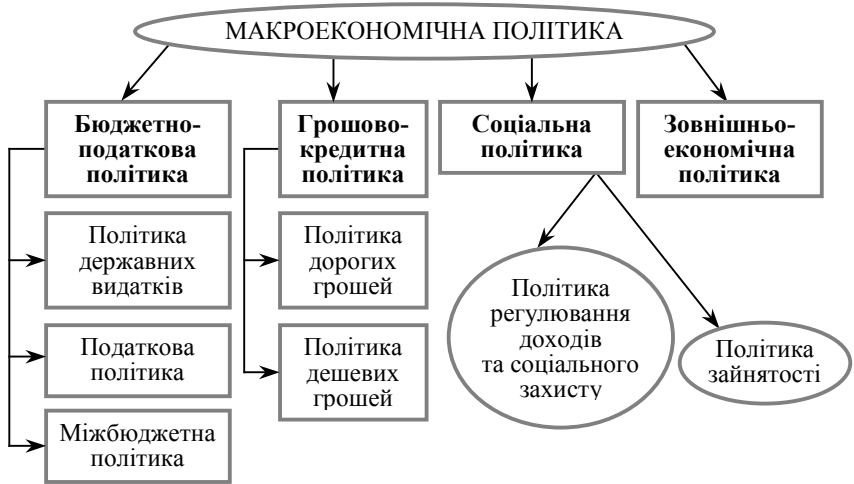 МАКРОЕКОНОМІЧНА ПОЛІТИКА
Бюджетно-
податкова
політика
Грошово-
кредитна
політика
Соціальна
політика
Зовнішньо-
економічна
політика
Політика
державних
видатків
Податкова
політика
Міжбюджетна
політика
Політика
дорогих
грошей
Політика
дешевих
грошей
Політика
регулювання
доходів
та соціального
захисту
Політика
зайнятості